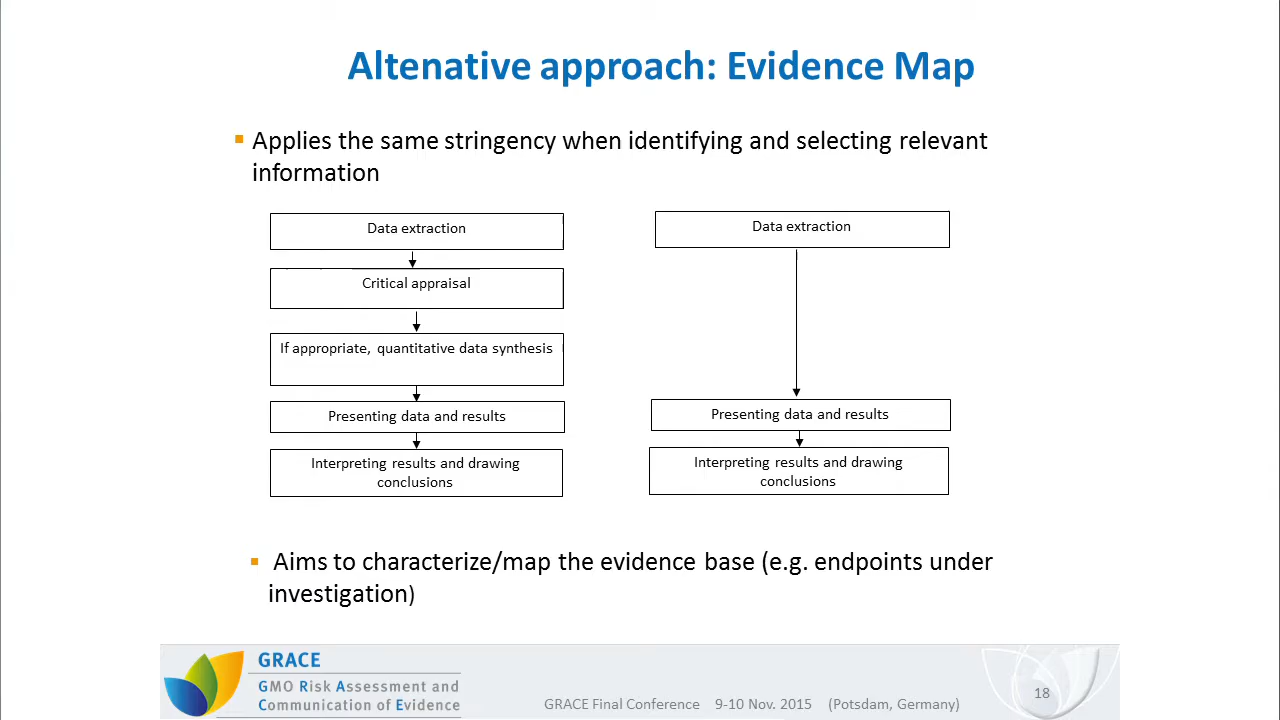 Altenative approach: Evidence Map
Applies the same stringency when identifying and selecting relevant
information
Data extraction
Critical appraisal
If appropriate, quantitative data synthesis
Presenting data and results
Interpreting results and drawing
conclusions
Data extraction
Presenting data and results
Interpreting results and drawing
conclusions
Aims to characterize/map the evidence base (e.g. endpoints under
investigation)
GRACE
GMO Risk Assessment and
Communication of Evidence
GRACE Final Conference 9-10 Nov. 2015 (Potsdam, Germany)
18